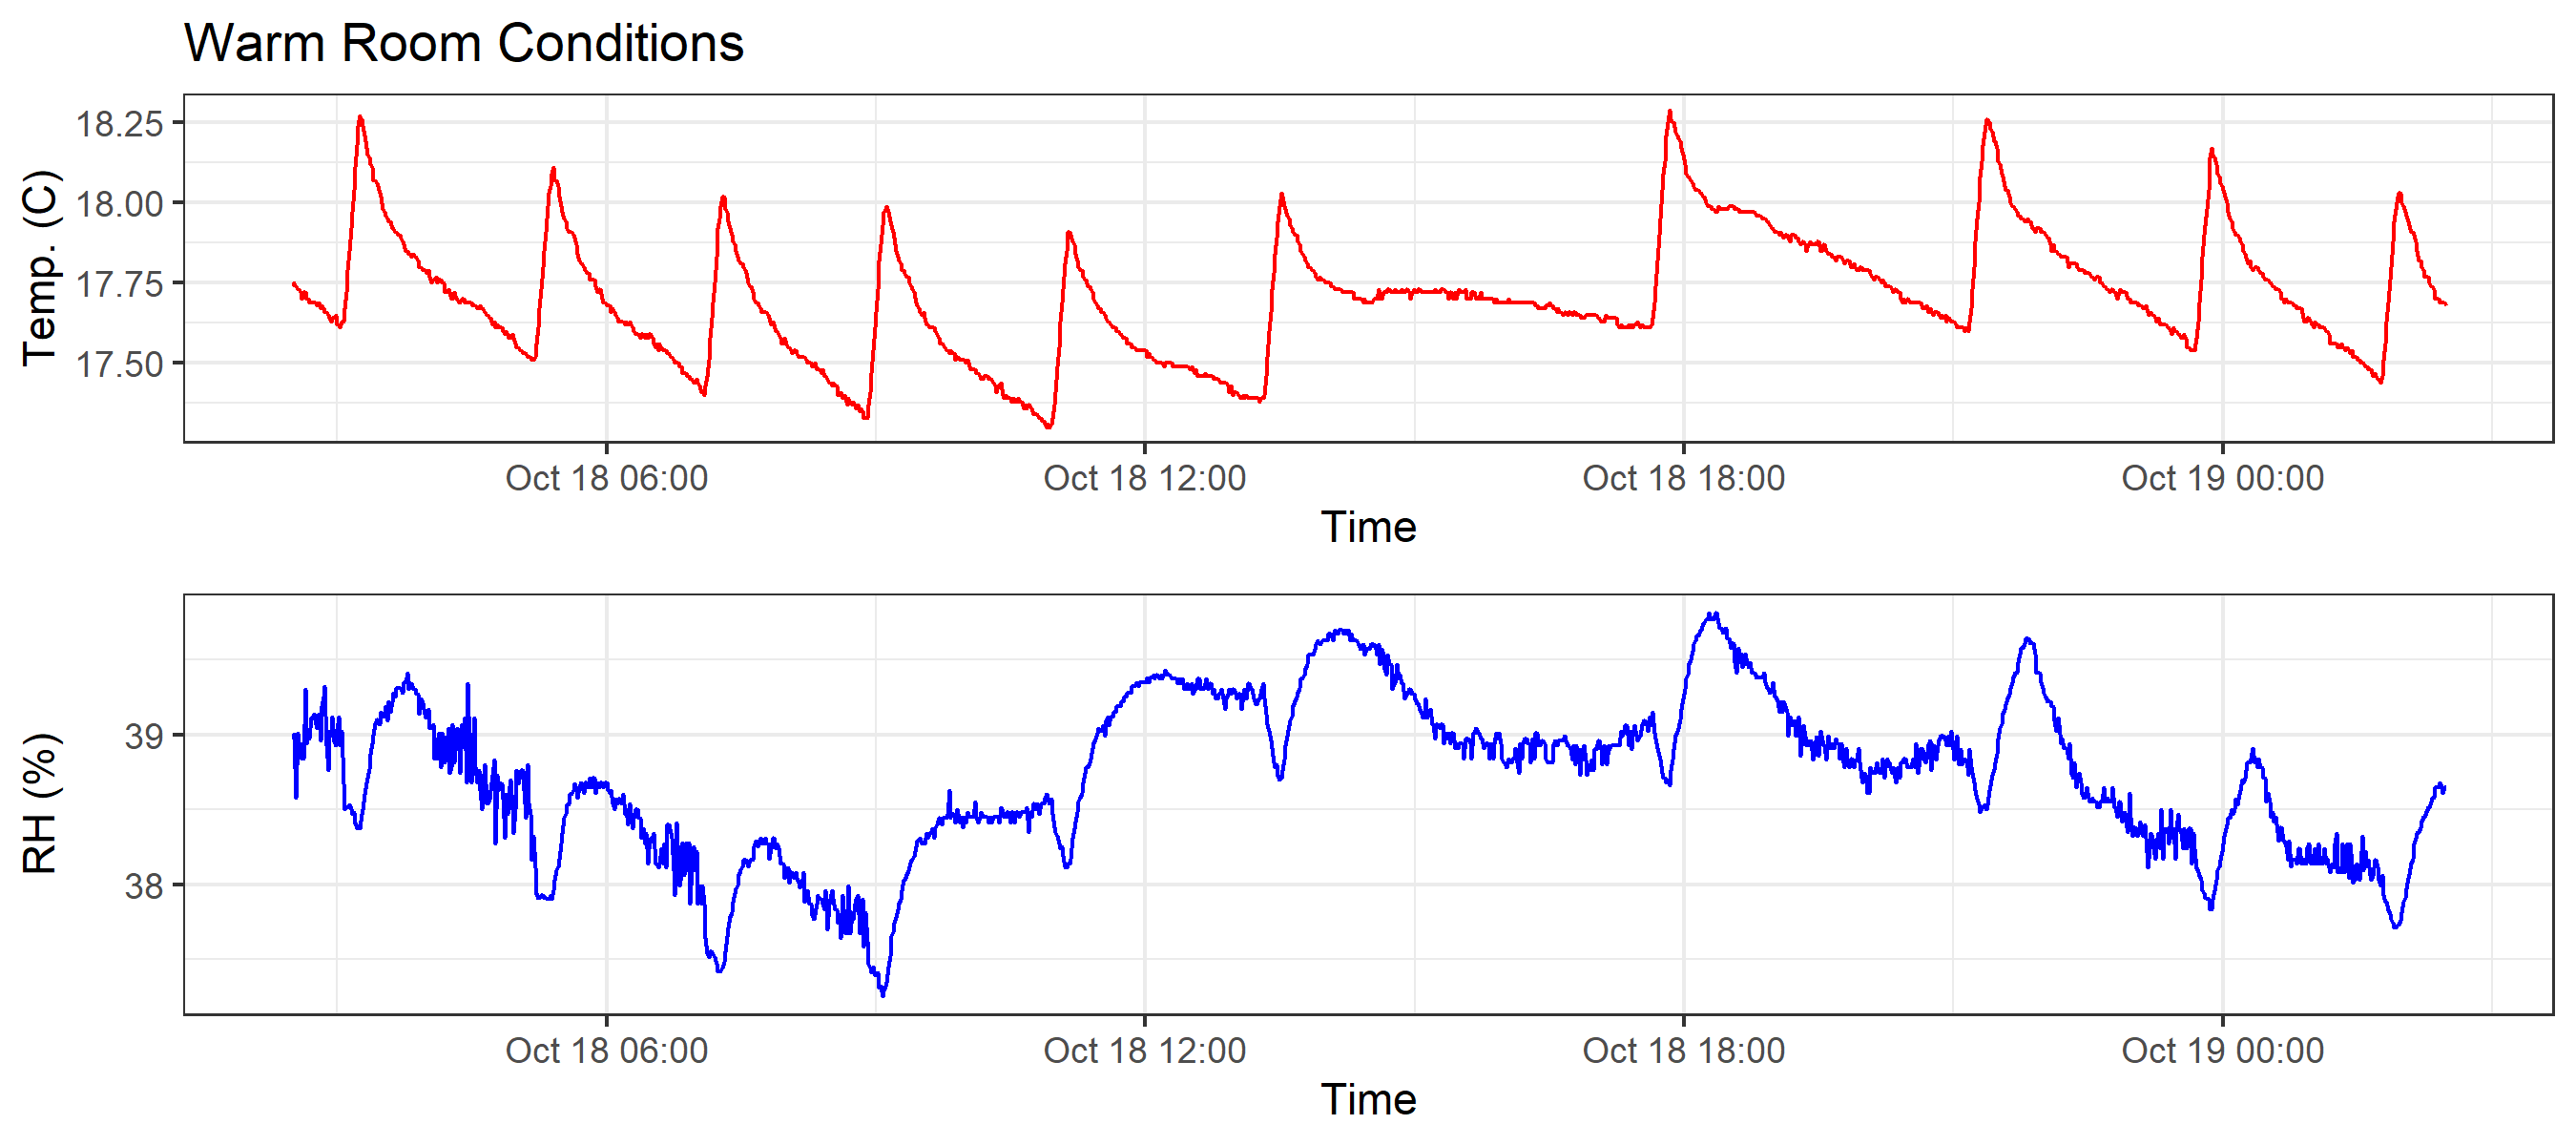 Warm Room Conditions
Temp. (C)
18.25
18.00
17.75
17.50
Oct 18 06:00 Oct 18 12:00 Oct 18 18:00 Oct 19 00:00
Time
RH (%)
39
38
Oct 18 06:00 Oct 18 12:00 Oct 18 18:00 Oct 19 00:00
Time